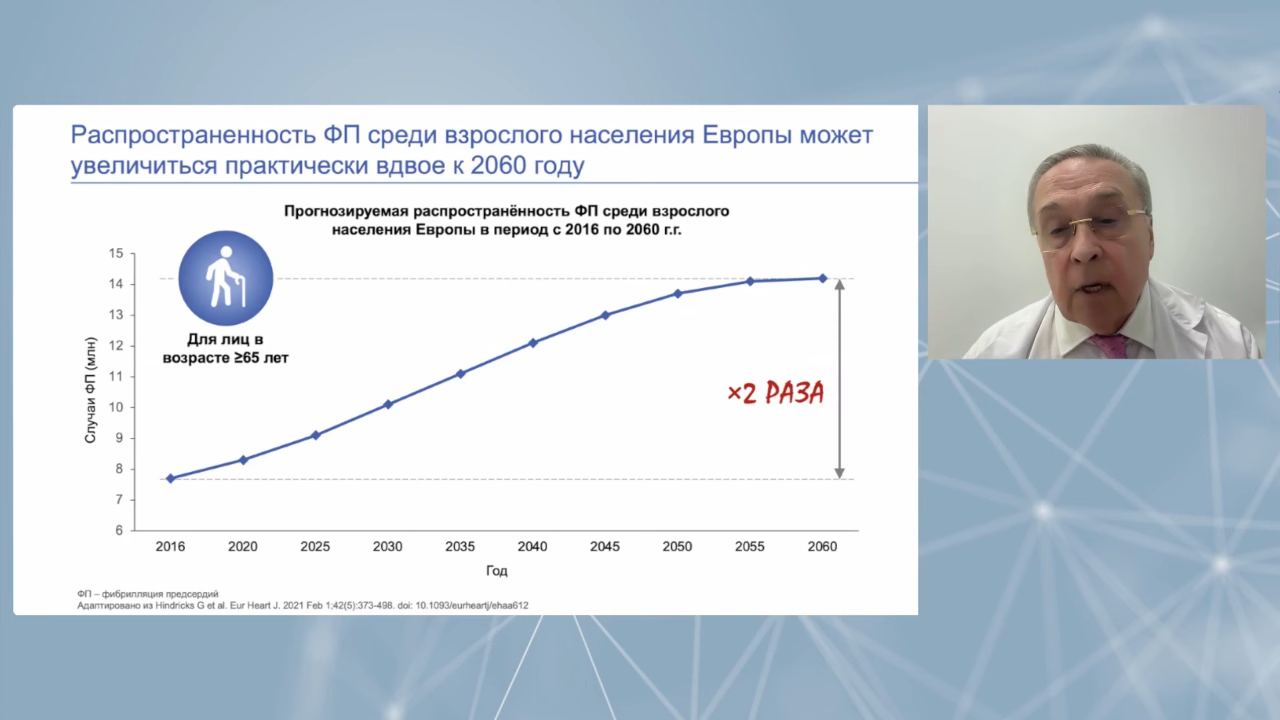 Распространенность ФП среди взрослого населения Европы может
увеличиться практически вдвое к 2060 году
Прогнозируемая распространённость ФП среди взрослого
населения Европы в период с 2016 по 2060 г.г.
Для лиц в
возрасте ≥65 лет
Случаи ФП (млн)
15
14
13
12
11
10
9
8
7
6
×2 РАЗА
2016 2020 2025 2030 2035 2040 2045 2050 2055 2060
Год
ФП – фибрилляция предсердий
Адаптировано из Hindricks G et al. Eur Heart J. 2021 Feb 1;42(5):373-498. doi: 10.1093/eurheartj/ehaa612